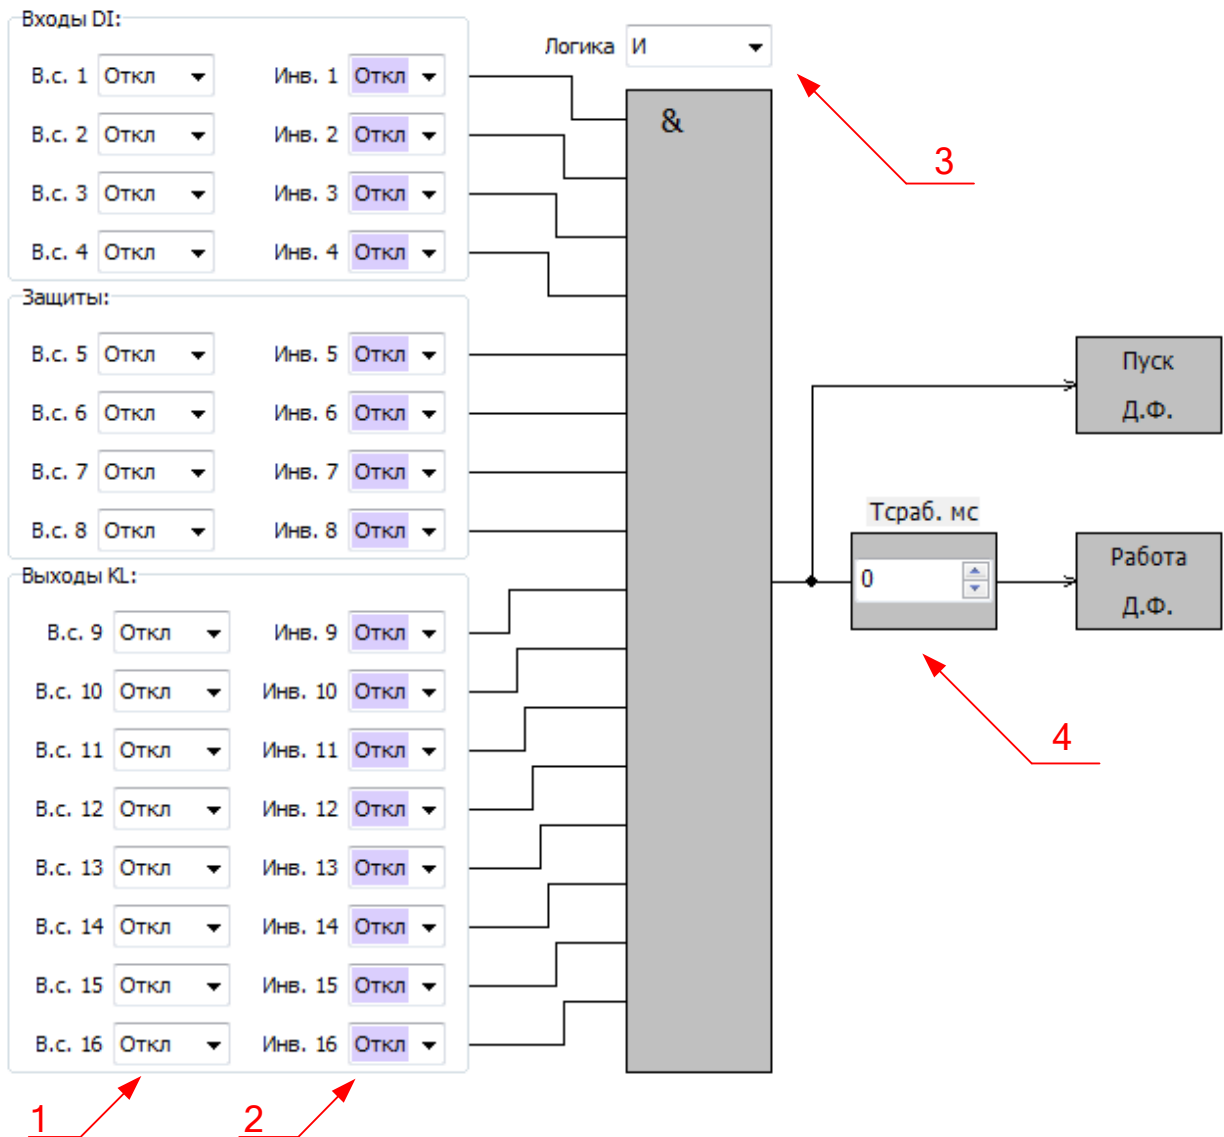 Входы DI:
Логика И
В.с. 1 Откл Инв. 1 Откл
&
В.с. 2 Откл Инв. 2 Откл
3
В.с. 3 Откл Инв. 3 Откл
В.с. 4 Откл Инв. 4 Откл
Защиты:
В.с. 5 Откл Инв. 5 Откл
Пуск
Д.Ф.
В.с. 6 Откл Инв. 6 Откл
В.с. 7 Откл Инв. 7 Откл
Тсраб. мс
В.с. 8 Откл Инв. 8 Откл
Работа
Выходы KL:
0
Д.Ф.
В.с. 9 Откл Инв. 9 Откл
В.с. 10 Откл Инв. 10 Откл
4
В.с. 11 Откл Инв. 11 Откл
В.с. 12 Откл Инв. 12 Откл
В.с. 13 Откл Инв. 13 Откл
В.с. 14 Откл Инв. 14 Откл
В.с. 15 Откл Инв. 15 Откл
В.с. 16 Откл Инв. 16 Откл
1
2